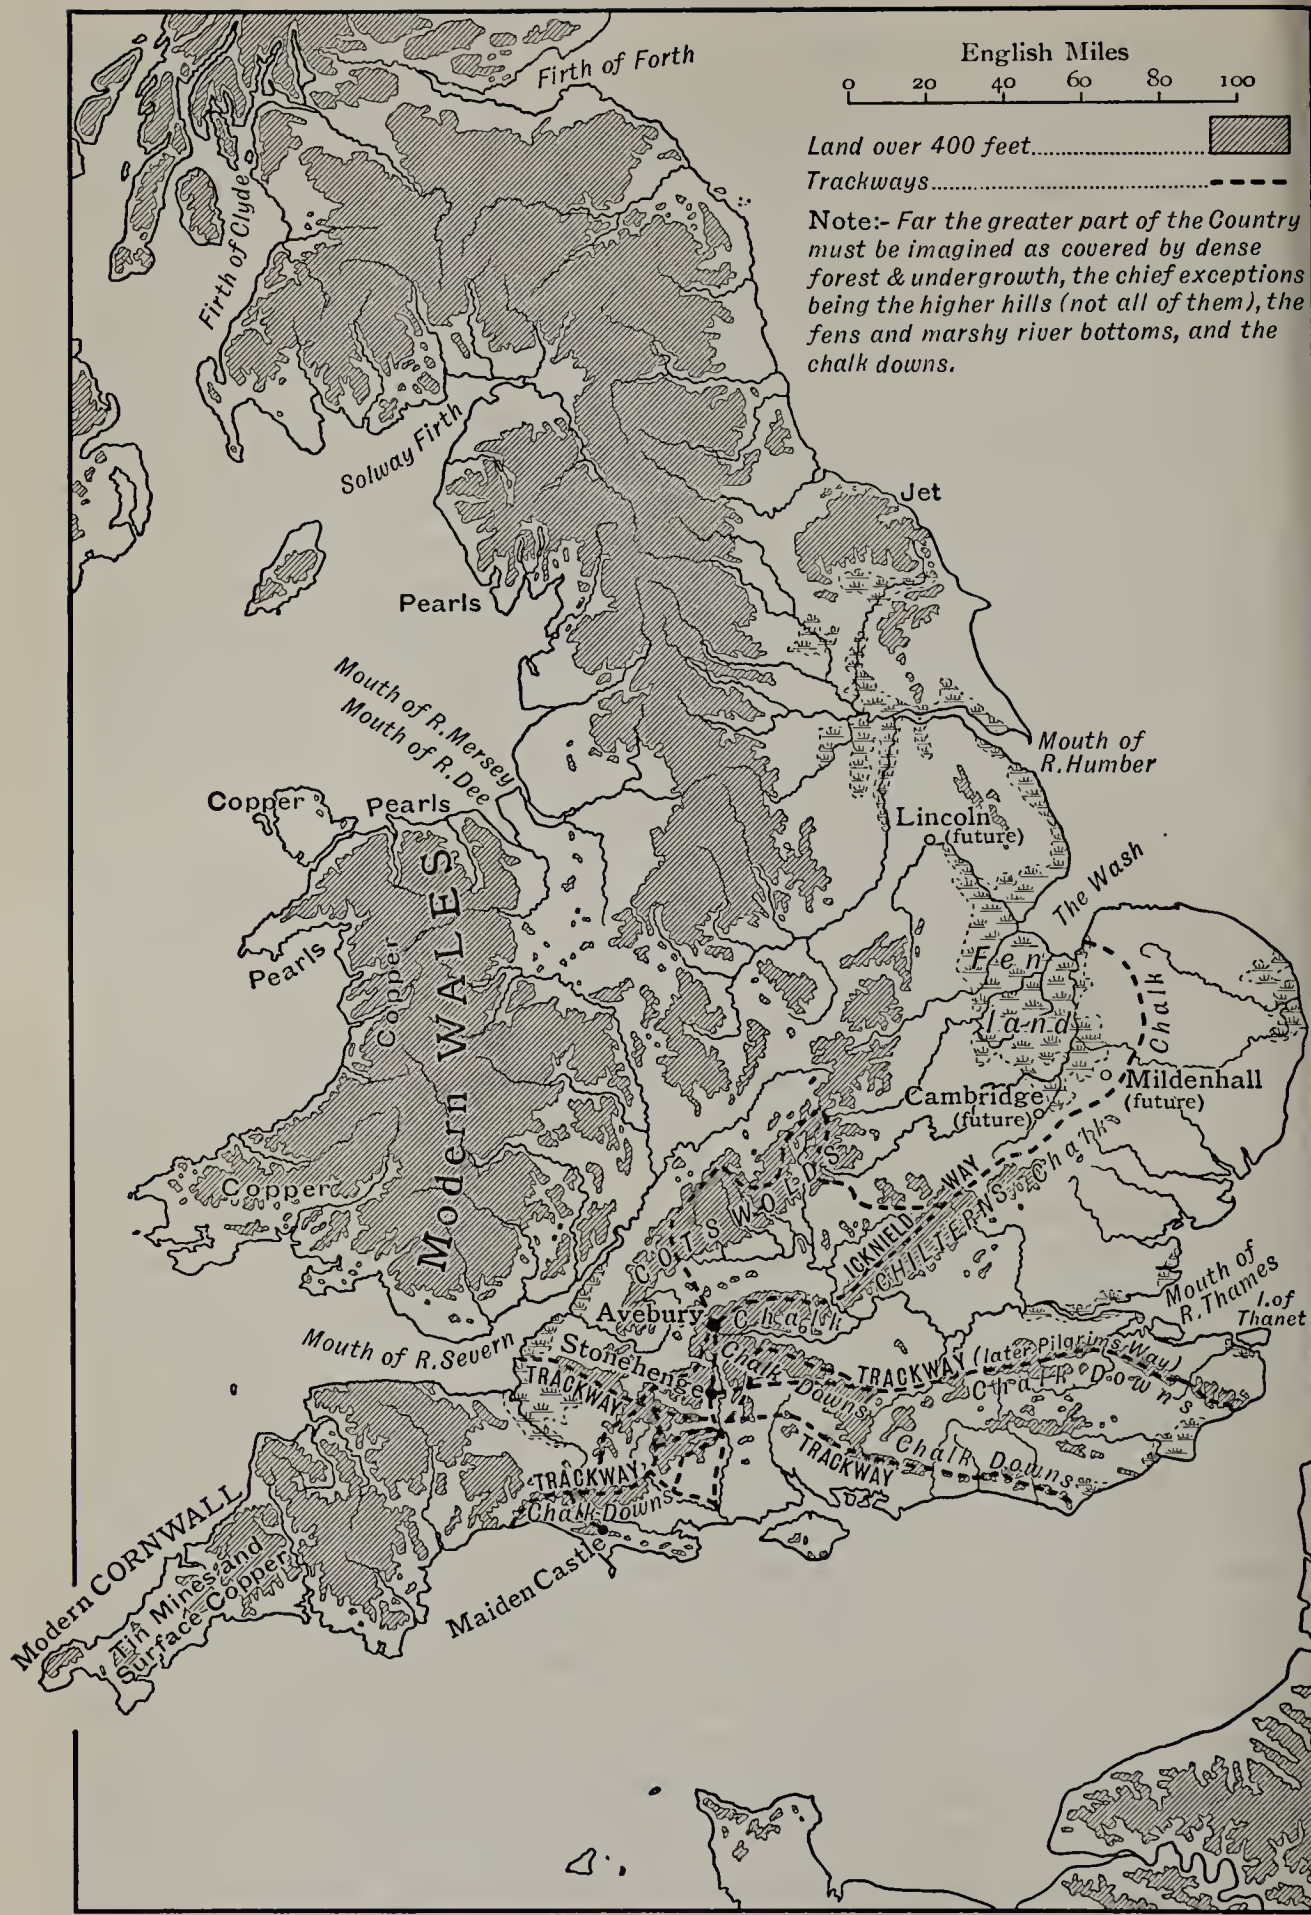 Firth of Forth
English Miles
0 20 40 60 80 100
Land over 400 feet
Trackways
Note:- Far the greater part of the Country
must be imagined as covered by dense
forest & undergrowth, the chief exceptions
being the higher hills (not all of them), the
fens and marshy river bottoms, and the
chalk downs.
Firth of Clyde
Solway Firth
Jet
Pearls
Mouth of R. Mersey
Mouth of R. Dee
Mouth of
R. Humber
Copper
Pearls
Lincoln
(future)
The Wash
Pearls
Copper
Modern WALES
Fen
land
Chalk
Mildenhall
(future)
Cambridge
(future)
Copper
COTSWOLDS
ICKNIELD WAY
CHILTERNS
Chalk
Mouth of
R. Thames
I. of
Thanet
Avebury
Chalk
Mouth of R. Severn
Stonehenge
Chalk Downs
TRACKWAY (later Pilgrims Way)
Chalk Downs
TRACKWAY
TRACKWAY
Chalk Downs
TRACKWAY
Chalk Downs
Maiden Castle
Modern CORNWALL
Tin Mines and
Surface Copper